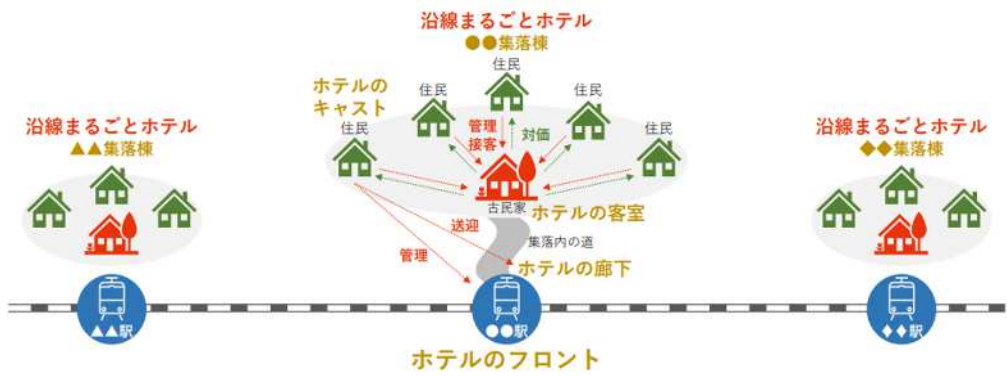 沿線まるごとホテル
●●集落棟
住民
ホテルの
キャスト
住民
住民
住民
住民
管理
接客
対価
沿線まるごとホテル
▲▲集落棟
沿線まるごとホテル
◆◆集落棟
古民家
ホテルの客室
送迎
集落内の道
管理
ホテルの廊下
▲▲駅
●●駅
◆◆駅
ホテルのフロント